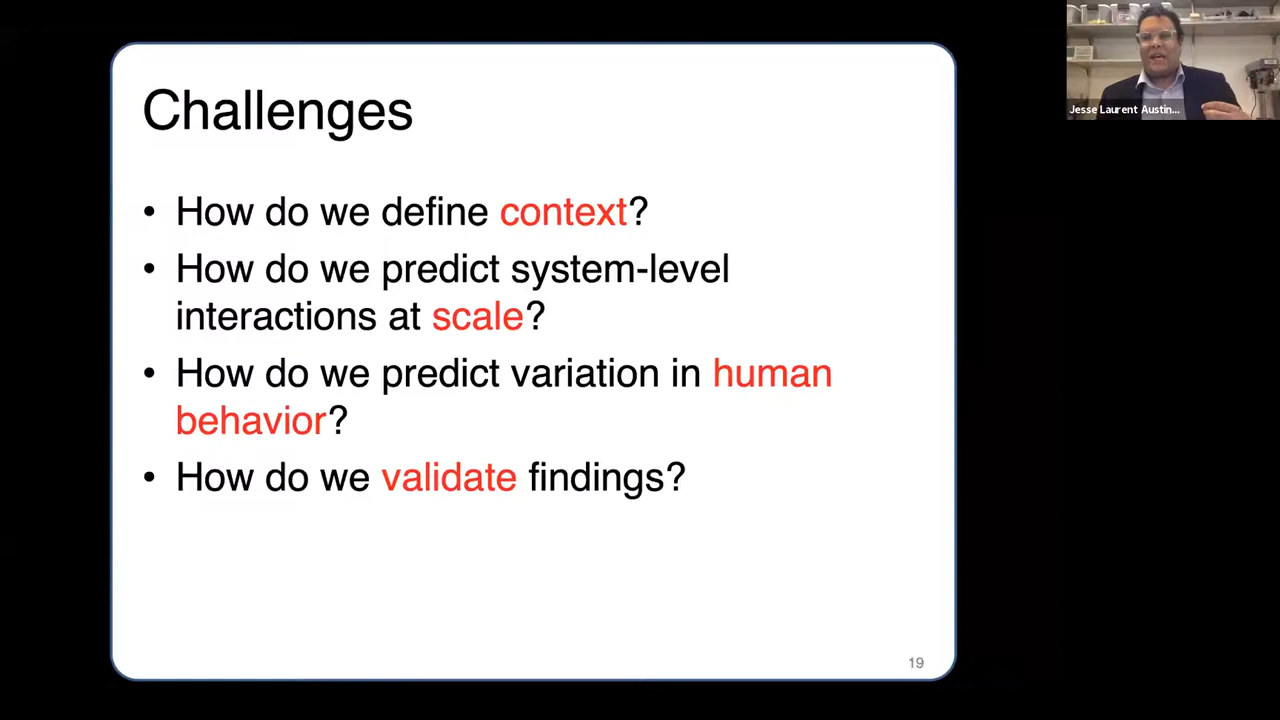 Challenges
• How do we define context?
• How do we predict system-level
interactions at scale?
• How do we predict variation in human
behavior?
• How do we validate findings?
19
Jesse Laurent Austin...